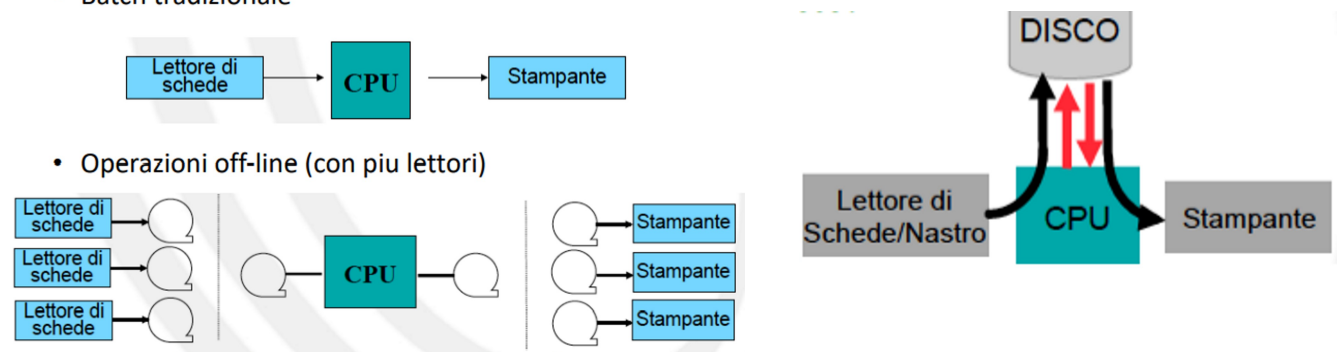 Batch tradizionale
Lettore di
schede
CPU
Stampante
• Operazioni off-line (con piu lettori)
Lettore di
schede
Lettore di
schede
Lettore di
schede
CPU
Stampante
Stampante
Stampante
DISCO
Lettore di
Schede/Nastro
CPU
Stampante